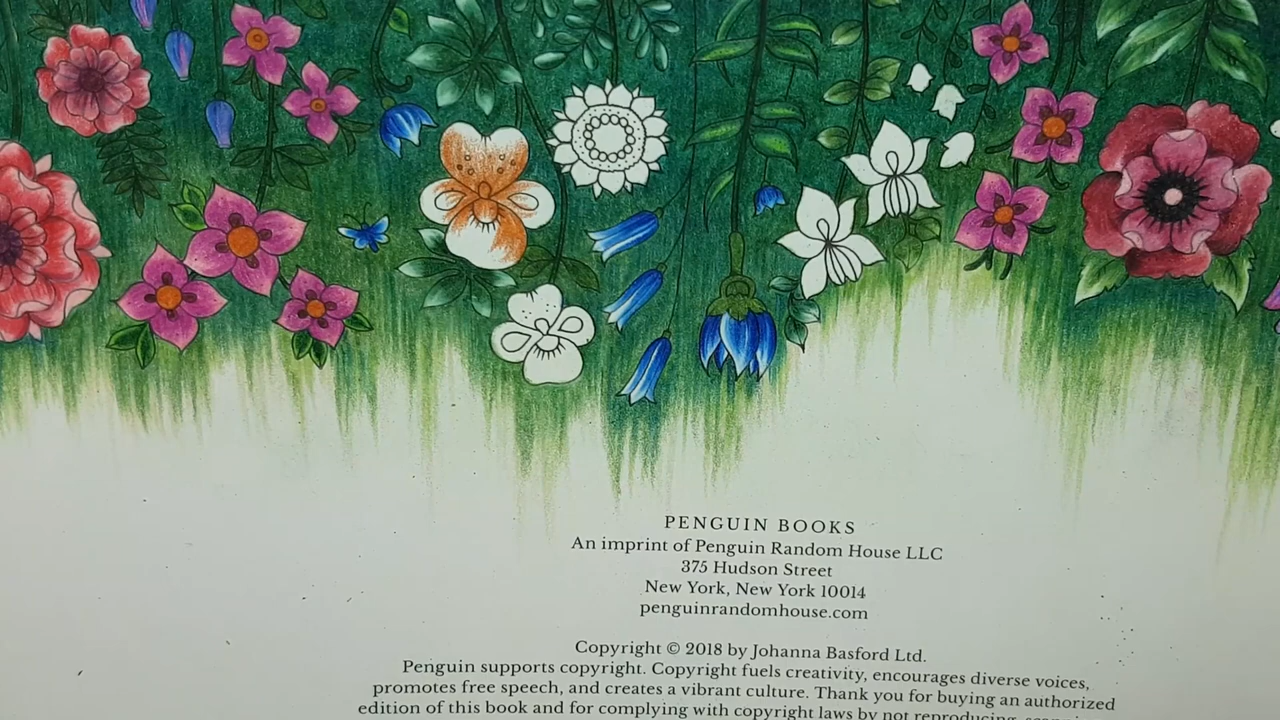 PENGUIN BOOKS
An imprint of Penguin Random House LLC
375 Hudson Street
New York, New York 10014
penguinrandomhouse.com
Copyright © 2018 by Johanna Basford Ltd.
Penguin supports copyright. Copyright fuels creativity, encourages diverse voices,
promotes free speech, and creates a vibrant culture. Thank you for buying an authorized
edition of this book and for complying with copyright laws by not reproducing,